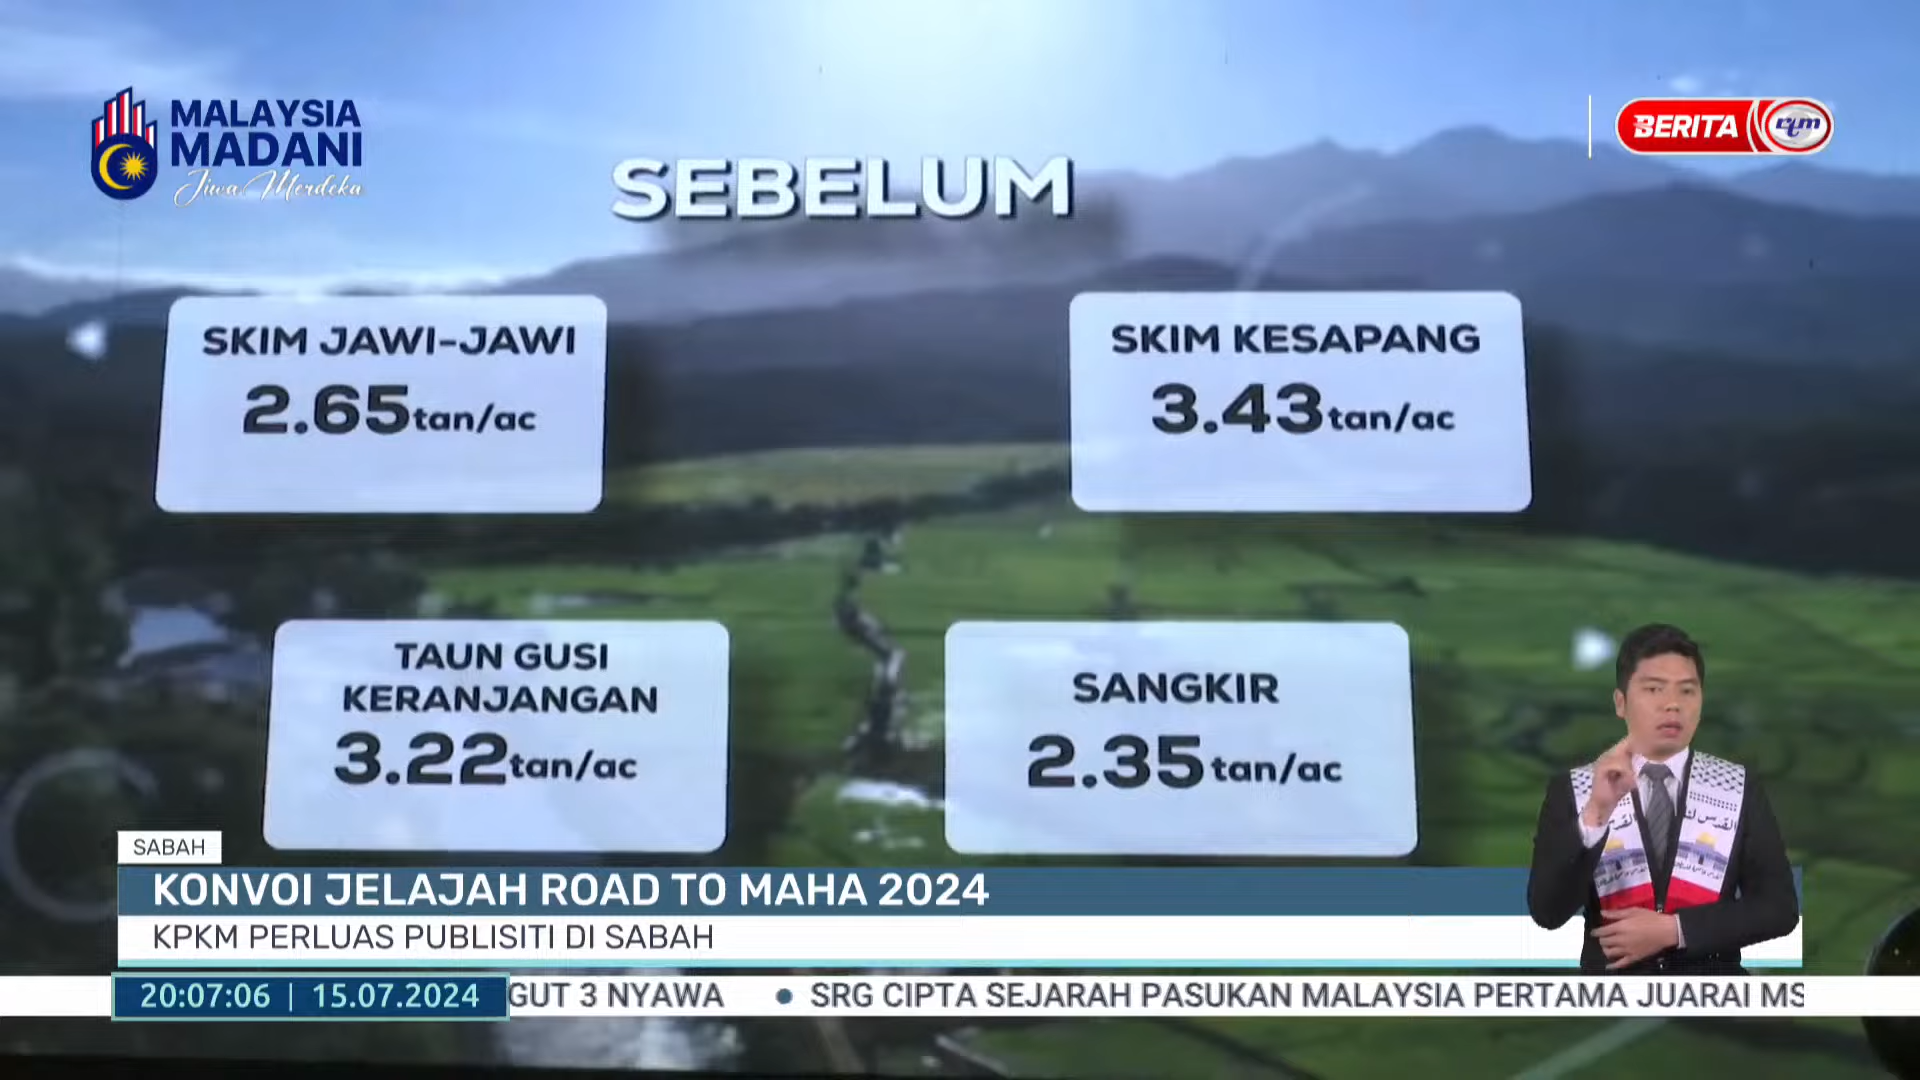 MALAYSIA
MADANI
Jiwa Merdeka
BERITA rtm
SEBELUM
SKIM JAWI-JAWI
2.65tan/ac
SKIM KESAPANG
3.43tan/ac
TAUN GUSI
KERANJANGAN
3.22tan/ac
SANGKIR
2.35tan/ac
SABAH
KONVOI JELAJAH ROAD TO MAHA 2024
KPKM PERLUAS PUBLISITI DI SABAH
20:07:06 | 15.07.2024 GUT 3 NYAWA • SRG CIPTA SEJARAH PASUKAN MALAYSIA PERTAMA JUARAI MS